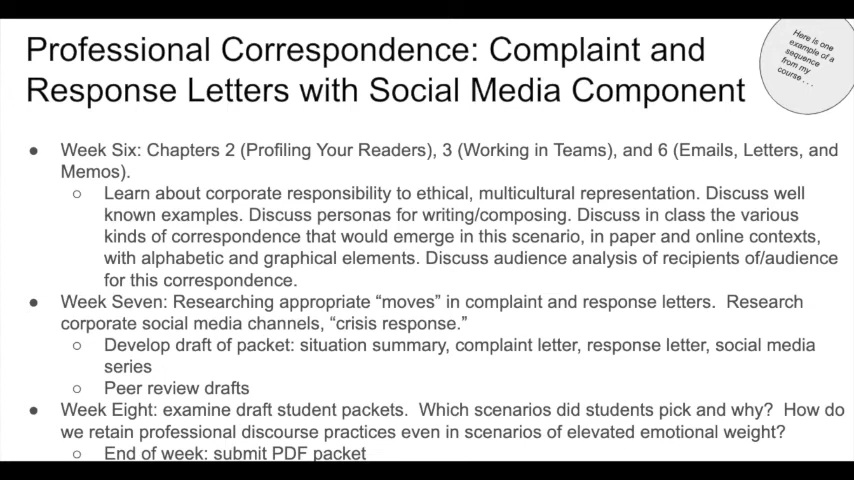 Professional Correspondence: Complaint and
Response Letters with Social Media Component
Here is one
example of a
sequence
from my
course . . .
● Week Six: Chapters 2 (Profiling Your Readers), 3 (Working in Teams), and 6 (Emails, Letters, and
Memos).
○ Learn about corporate responsibility to ethical, multicultural representation. Discuss well
known examples. Discuss personas for writing/composing. Discuss in class the various
kinds of correspondence that would emerge in this scenario, in paper and online contexts,
with alphabetic and graphical elements. Discuss audience analysis of recipients of/audience
for this correspondence.
● Week Seven: Researching appropriate “moves” in complaint and response letters. Research
corporate social media channels, “crisis response.”
○ Develop draft of packet: situation summary, complaint letter, response letter, social media
series
○ Peer review drafts
● Week Eight: examine draft student packets. Which scenarios did students pick and why? How do
we retain professional discourse practices even in scenarios of elevated emotional weight?
○ End of week: submit PDF packet